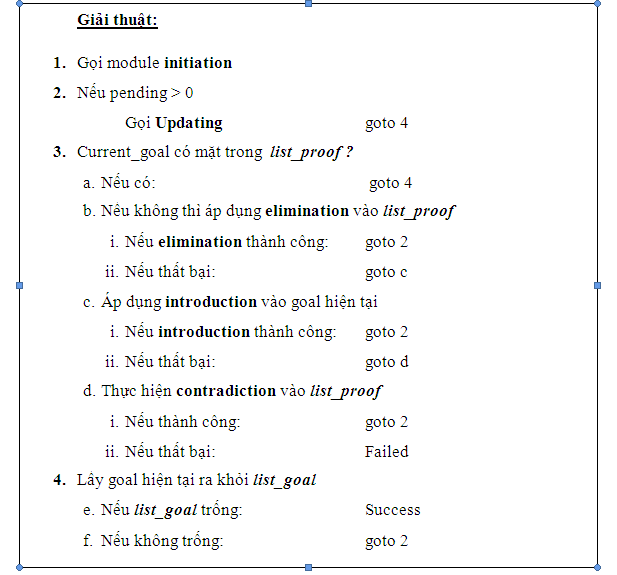 Giải thuật:
1. Gọi module initiation
2. Nếu pending > 0
Gọi Updating goto 4
3. Current_goal có mặt trong list_proof ?
a. Nếu có: goto 4
b. Nêu không thì áp dụng elimination vào list_proof
i. Nếu elimination thành công: goto 2
ii. Nếu thất bại: goto c
c. Áp dụng introduction vào goal hiện tại
i. Nếu introduction thành công: goto 2
ii. Nếu thất bại: goto d
d. Thực hiện contradiction vào list_proof
i. Nếu thành công: goto 2
ii. Nếu thất bại: Failed
4. Lấy goal hiện tại ra khỏi list_goal
e. Nếu list_goal trống: Success
f. Nếu không trống: goto 2